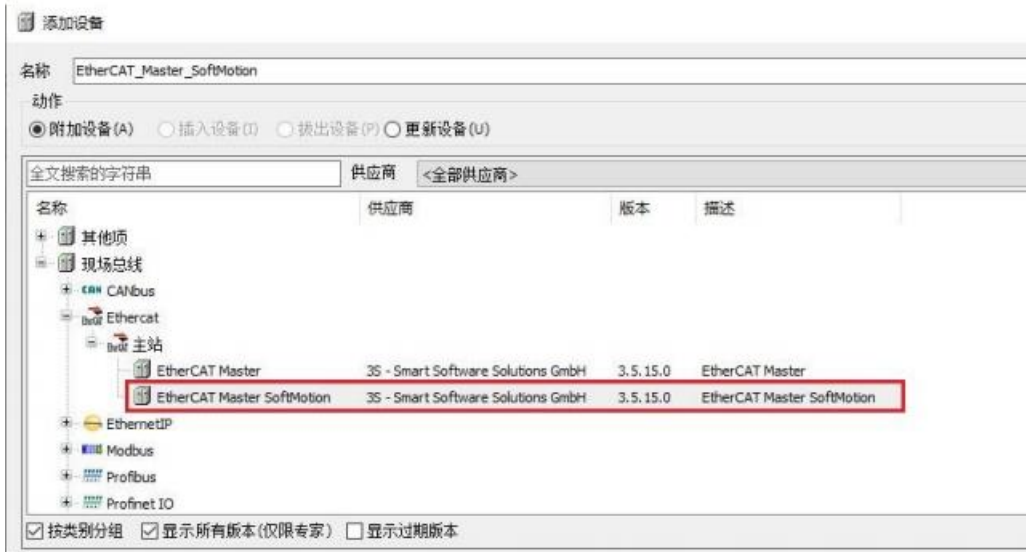 添加设备
名称 EtherCAT_Master_SoftMotion
动作
附加设备(A) 插入设备(I) 拔出设备(P) 更新设备(U)
全文搜索的字符串 供应商 <全部供应商>
名称 供应商 版本 描述
其他项
现场总线
CAN CANbus
Ethercat
主站
EtherCAT Master 3S - Smart Software Solutions GmbH 3.5.15.0 EtherCAT Master
EtherCAT Master SoftMotion 3S - Smart Software Solutions GmbH 3.5.15.0 EtherCAT Master SoftMotion
EthernetIP
Modbus
Profibus
Profinet IO
按类别分组 显示所有版本(仅限专家) 显示过期版本